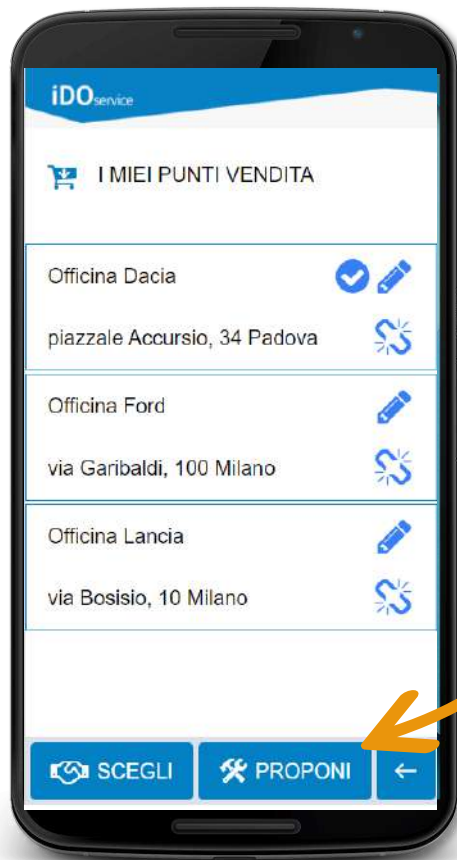 iDOservice
I MIEI PUNTI VENDITA
Officina Dacia
piazzale Accursio, 34 Padova
Officina Ford
via Garibaldi, 100 Milano
Officina Lancia
via Bosisio, 10 Milano
SCEGLI PROPONI